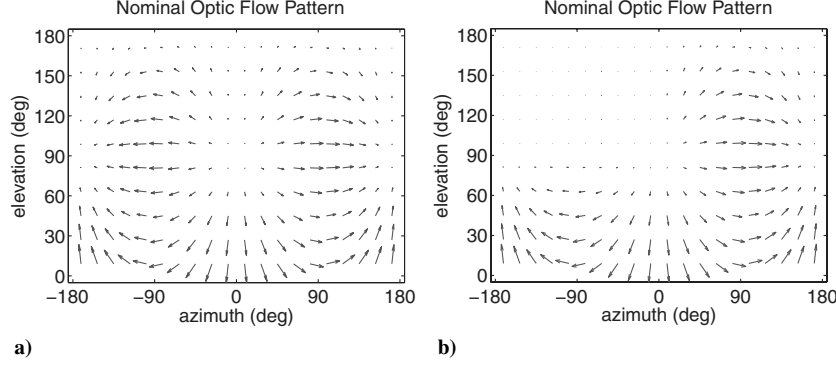 Nominal Optic Flow Pattern
180
150
120
90
60
30
0
elevation (deg)
−180 −90 0 90 180
azimuth (deg)
a)
Nominal Optic Flow Pattern
180
150
120
90
60
30
0
elevation (deg)
−180 −90 0 90 180
azimuth (deg)
b)